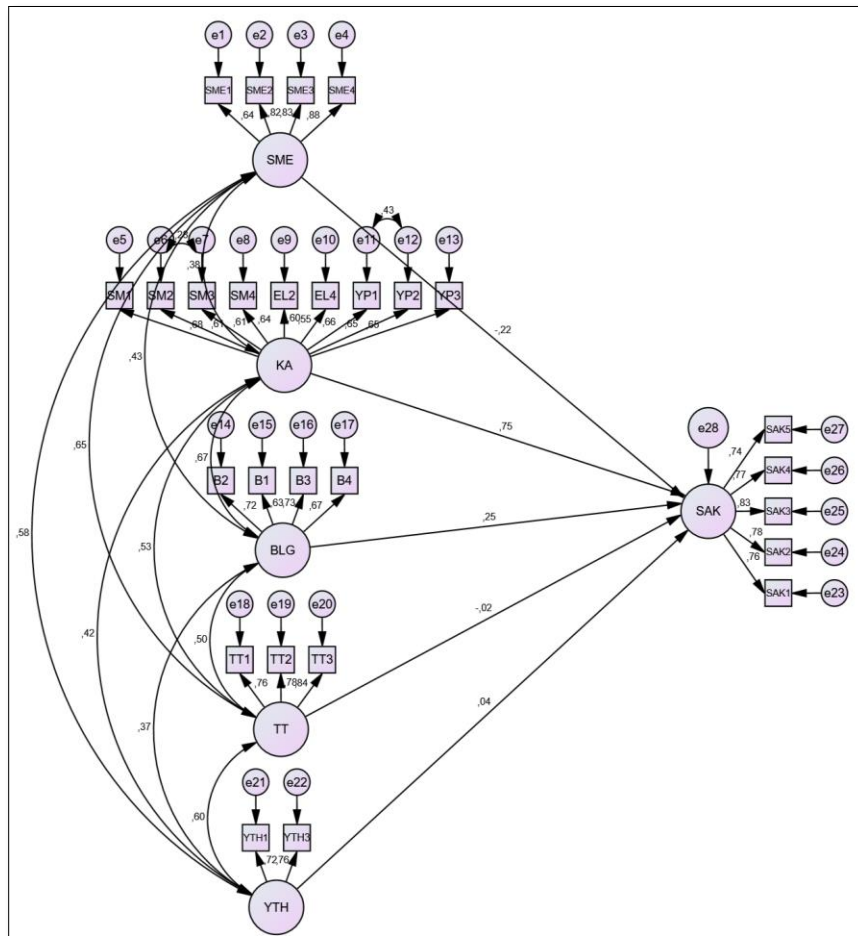 e1 e2 e3 e4
SME1 SME2 SME3 SME4
,64 ,82 ,83 ,88
SME
e5 e6 e7 e8 e9 e10 e11 e12 e13
,43
,38
SM1 SM2 SM3 SM4 EL2 EL4 YP1 YP2 YP3
,68 ,61 ,61 ,64 ,60 ,55 ,66 ,65 ,65
-,22
KA
,43
,75
e14 e15 e16 e17
,67
B2 B1 B3 B4
,72 ,63 ,73 ,67
,65
,25
BLG
e28
SAK5 e27
,74
SAK4 e26
,77
SAK
,83
SAK3 e25
,78
SAK2 e24
,76
SAK1 e23
,58
,53
e18 e19 e20
,50
-,02
TT1 TT2 TT3
,42
,76 ,78 ,84
,37
TT
,04
e21 e22
,60
YTH1 YTH3
,72 ,76
YTH